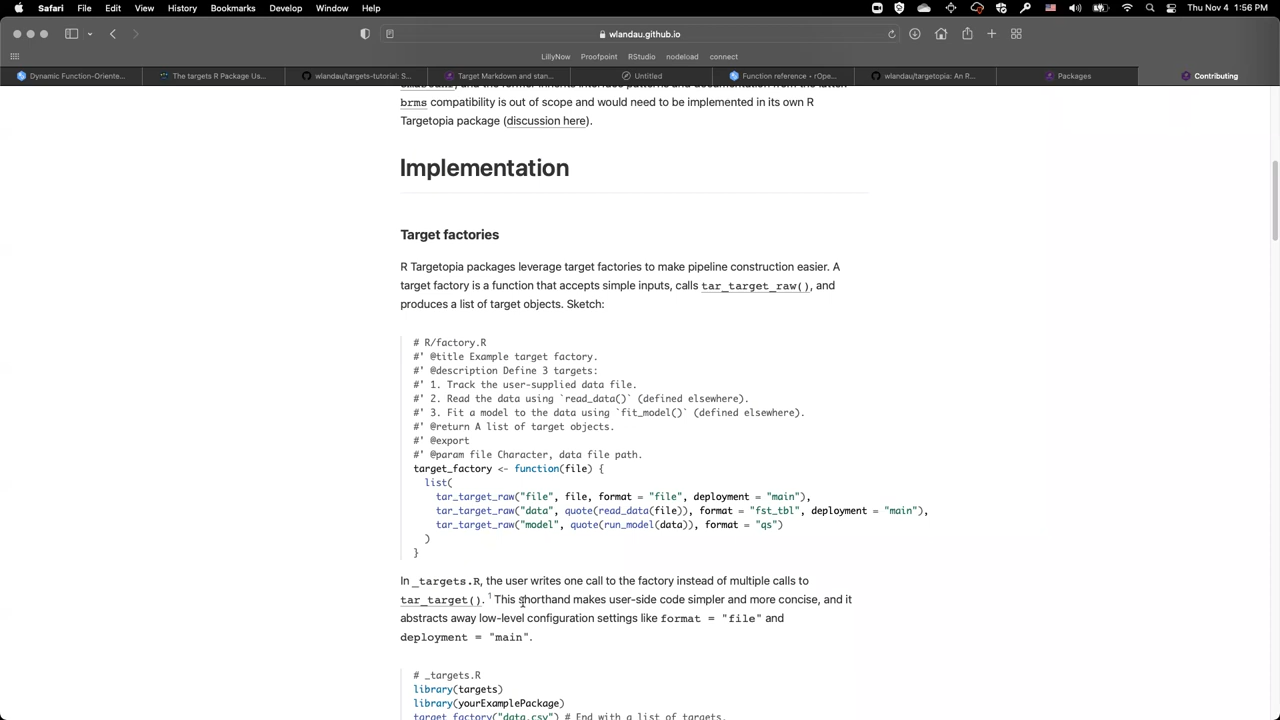 Safari File Edit View History Bookmarks Develop Window Help Thu Nov 4 1:56 PM
wlandau.github.io
LillyNow Proofpoint RStudio nodeload connect
Dynamic Function-Oriente... The targets R Package Us... wlandau/targets-tutorial: S... Target Markdown and stan... Untitled Function reference • rOpe... wlandau/targetopia: An R... Packages Contributing
brms compatibility is out of scope and would need to be implemented in its own R
Targetopia package (discussion here).
Implementation
Target factories
R Targetopia packages leverage target factories to make pipeline construction easier. A
target factory is a function that accepts simple inputs, calls tar_target_raw(), and
produces a list of target objects. Sketch:
# R/factory.R
#' @title Example target factory.
#' @description Define 3 targets:
#' 1. Track the user-supplied data file.
#' 2. Read the data using `read_data()` (defined elsewhere).
#' 3. Fit a model to the data using `fit_model()` (defined elsewhere).
#' @return A list of target objects.
#' @export
#' @param file Character, data file path.
target_factory <- function(file) {
list(
tar_target_raw("file", file, format = "file", deployment = "main"),
tar_target_raw("data", quote(read_data(file)), format = "fst_tbl", deployment = "main"),
tar_target_raw("model", quote(run_model(data)), format = "qs")
)
}
In _targets.R, the user writes one call to the factory instead of multiple calls to
tar_target(). 1 This shorthand makes user-side code simpler and more concise, and it
abstracts away low-level configuration settings like format = "file" and
deployment = "main".
# _targets.R
library(targets)
library(yourExamplePackage)
target_factory("data.csv") # End with a list of targets.